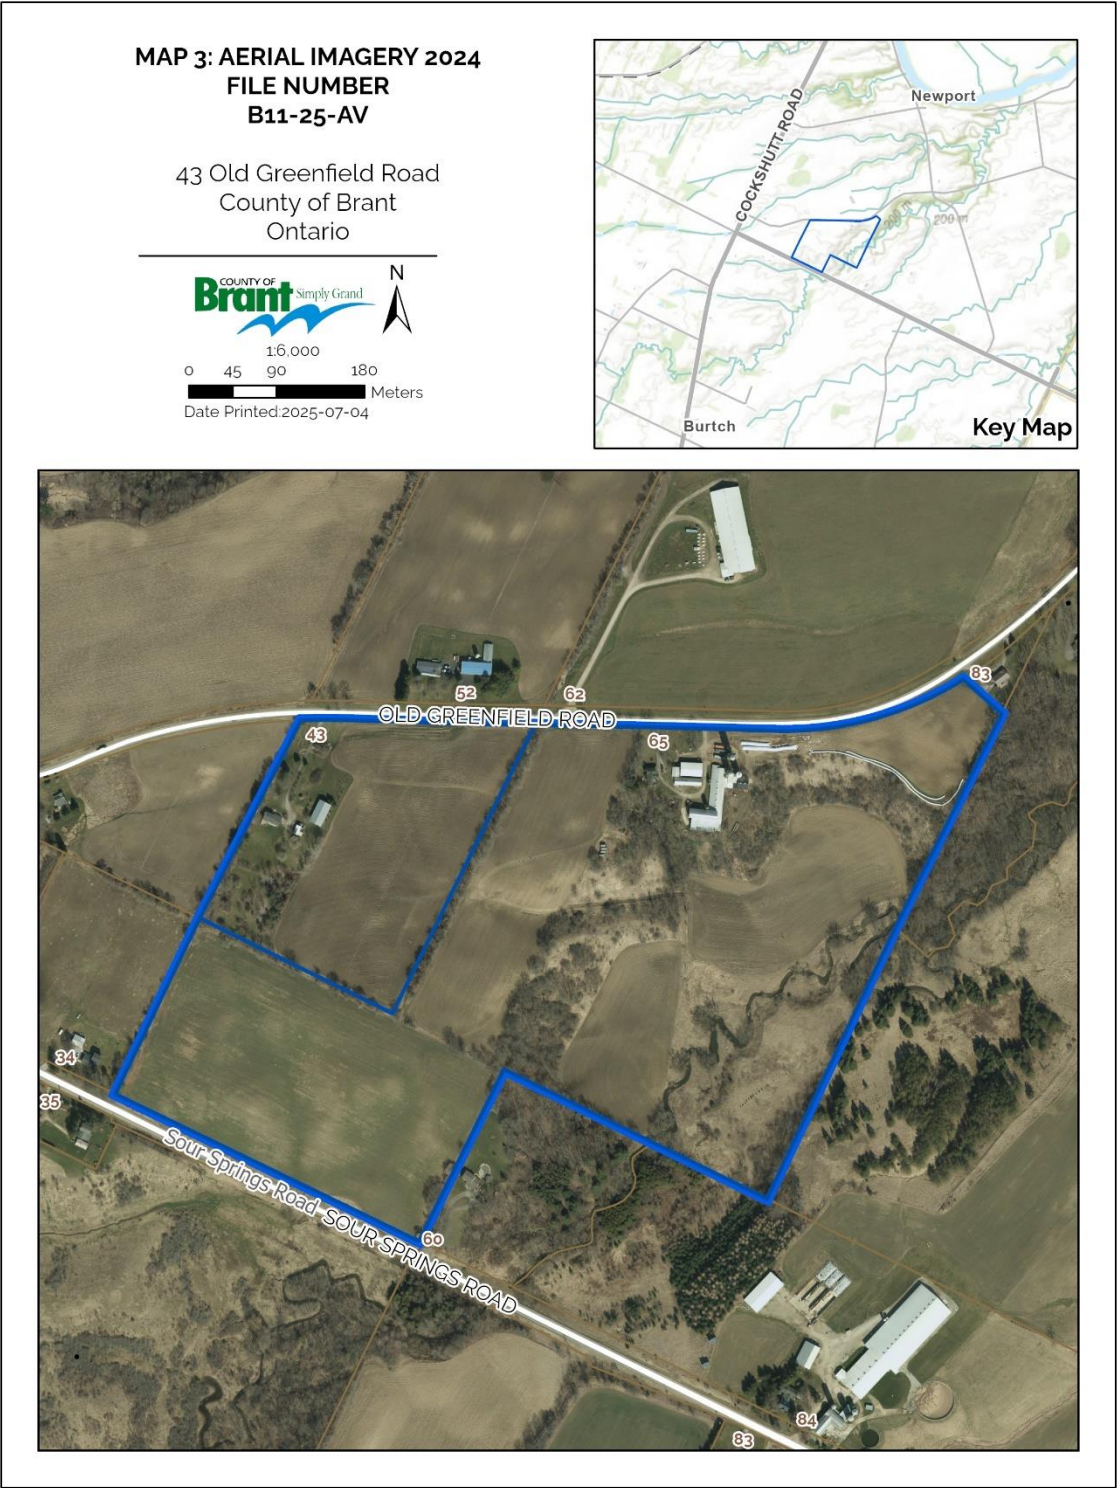 MAP 3: AERIAL IMAGERY 2024
FILE NUMBER
B11-25-AV
43 Old Greenfield Road
County of Brant
Ontario
COUNTY OF
Brant Simply Grand
N
1:6,000
0 45 90 180
Meters
Date Printed:2025-07-04
Newport
COCKSHUTT ROAD
200 m
200 m
Burtch
Key Map
83
52
62
OLD GREENFIELD ROAD
43
65
34
35
Sour Springs Road
SOUR SPRINGS ROAD
60
84
83